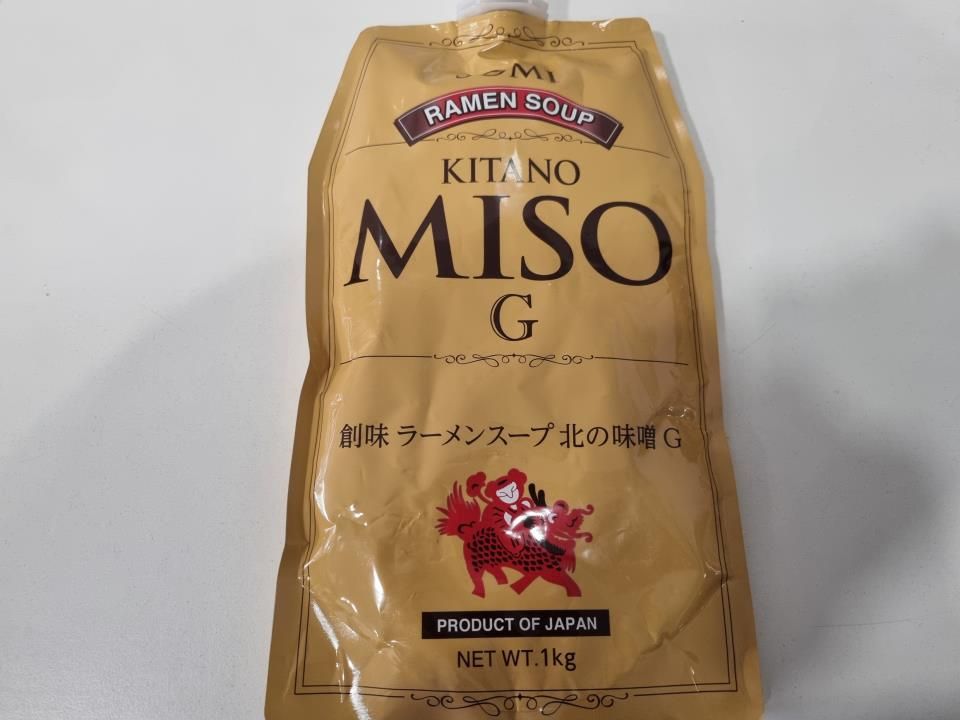 RAMEN SOUP
KITANO
MISO
G
創味 ラーメンスープ 北の味噌 G
PRODUCT OF JAPAN
NET WT.1kg